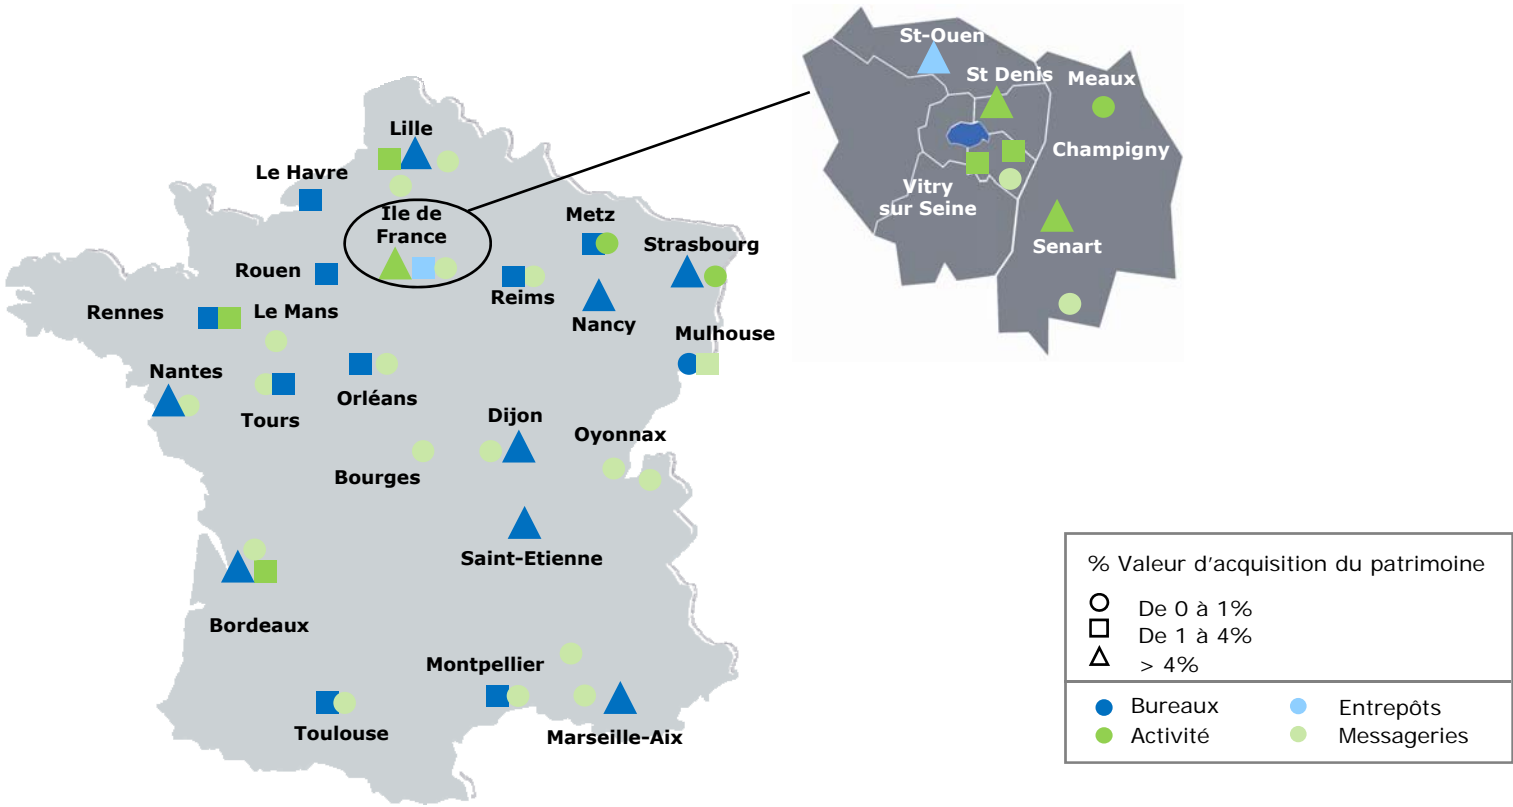 St-Ouen
St Denis
Meaux
Champigny
Vitry
sur Seine
Senart
Lille
Le Havre
Ile de
France
Metz
Strasbourg
Rouen
Reims
Nancy
Rennes
Le Mans
Mulhouse
Nantes
Orléans
Tours
Dijon
Oyonnax
Bourges
Saint-Etienne
Bordeaux
Montpellier
Toulouse
Marseille-Aix
% Valeur d'acquisition du patrimoine
De 0 à 1%
De 1 à 4%
> 4%
Bureaux
Entrepôts
Activité
Messageries